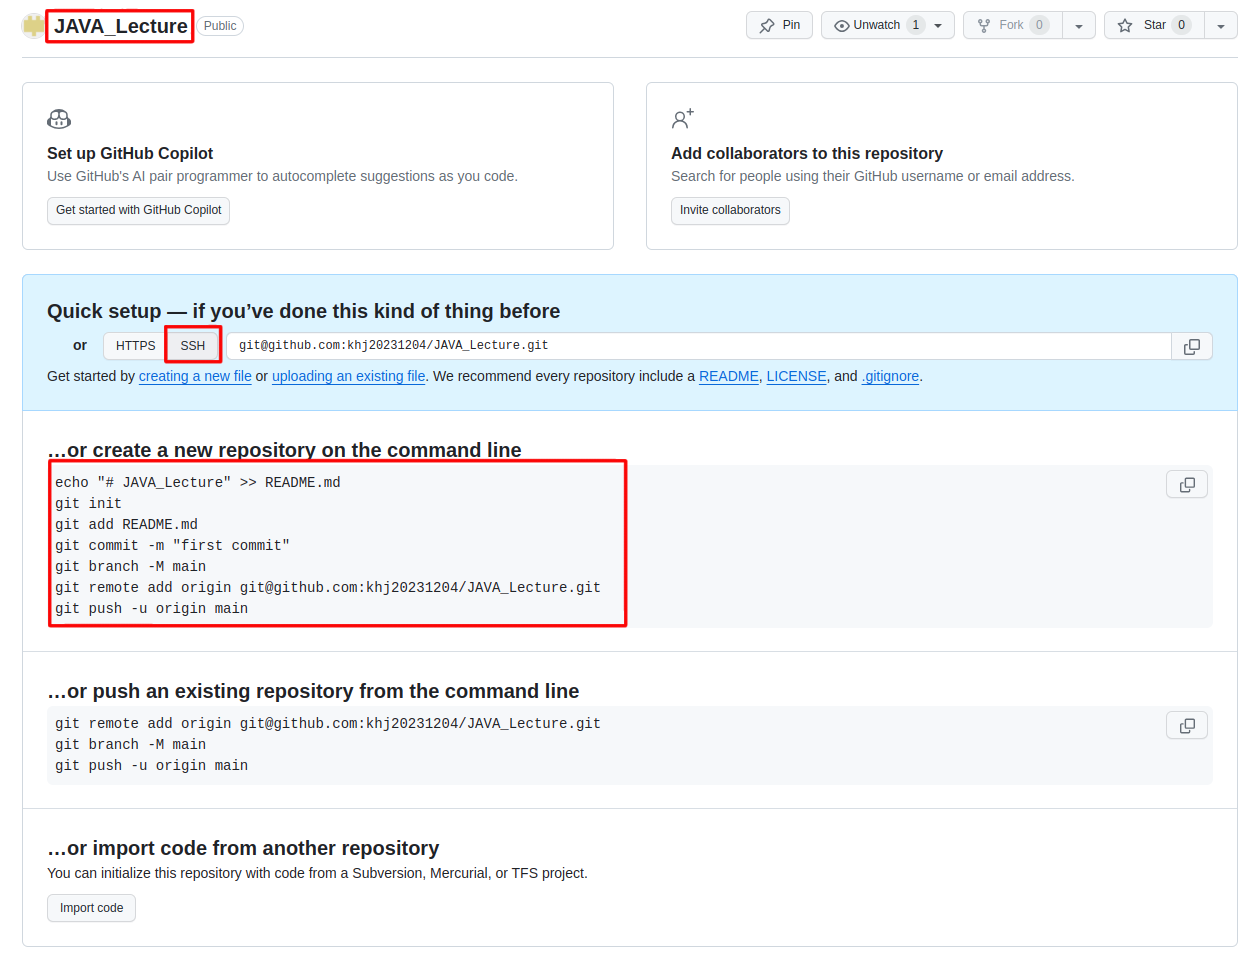 JAVA_Lecture Public Pin Unwatch 1 Fork 0 Star 0
Set up GitHub Copilot
Use GitHub's AI pair programmer to autocomplete suggestions as you code.
Get started with GitHub Copilot
Add collaborators to this repository
Search for people using their GitHub username or email address.
Invite collaborators
Quick setup — if you’ve done this kind of thing before
or HTTPS SSH git@github.com:khj20231204/JAVA_Lecture.git
Get started by creating a new file or uploading an existing file. We recommend every repository include a README, LICENSE, and .gitignore.
…or create a new repository on the command line
echo "# JAVA_Lecture" >> README.md
git init
git add README.md
git commit -m "first commit"
git branch -M main
git remote add origin git@github.com:khj20231204/JAVA_Lecture.git
git push -u origin main
…or push an existing repository from the command line
git remote add origin git@github.com:khj20231204/JAVA_Lecture.git
git branch -M main
git push -u origin main
…or import code from another repository
You can initialize this repository with code from a Subversion, Mercurial, or TFS project.
Import code